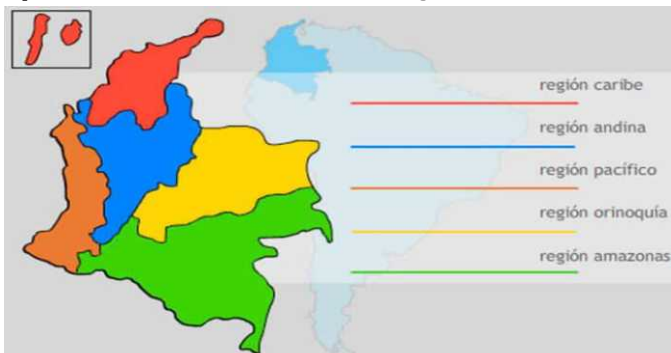 región caribe
región andina
región pacífico
región orinoquía
región amazonas